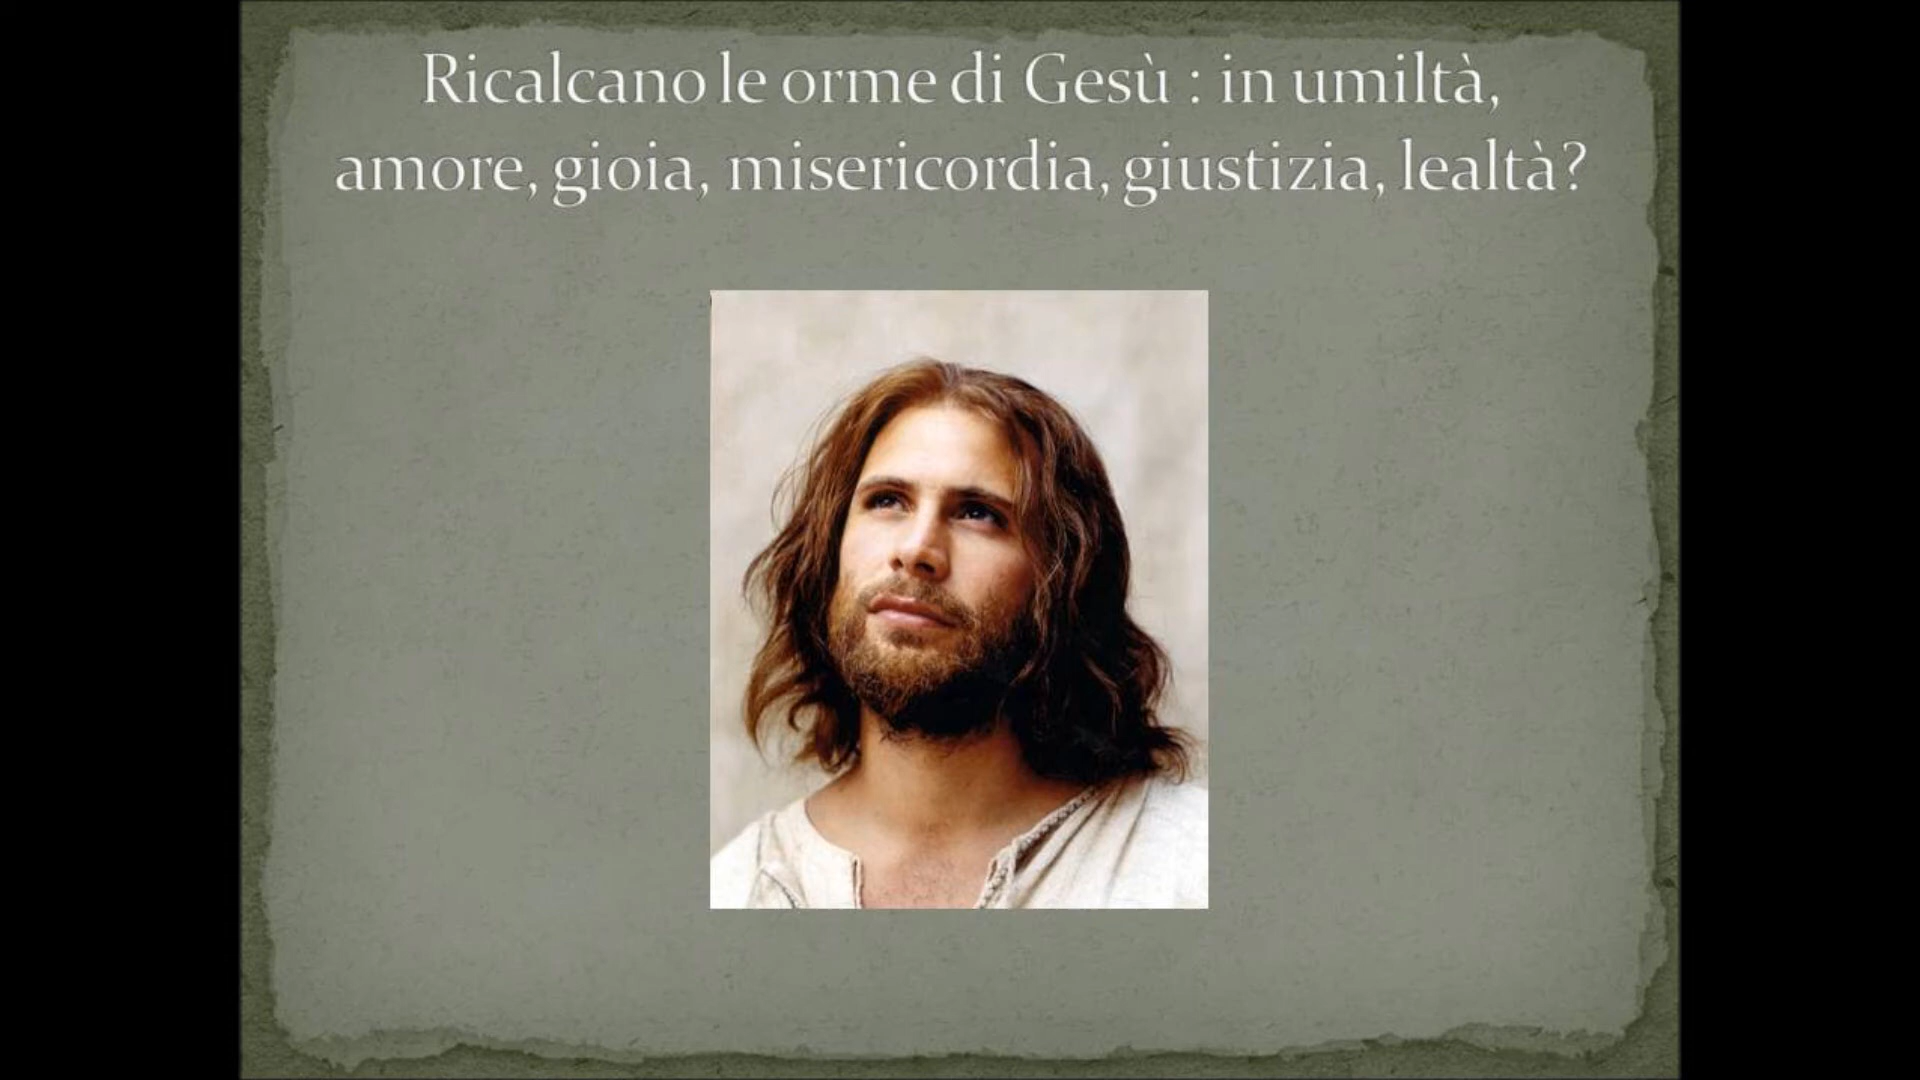 Ricalcano le orme di Gesù : in umiltà,
amore, gioia, misericordia, giustizia, lealtà?